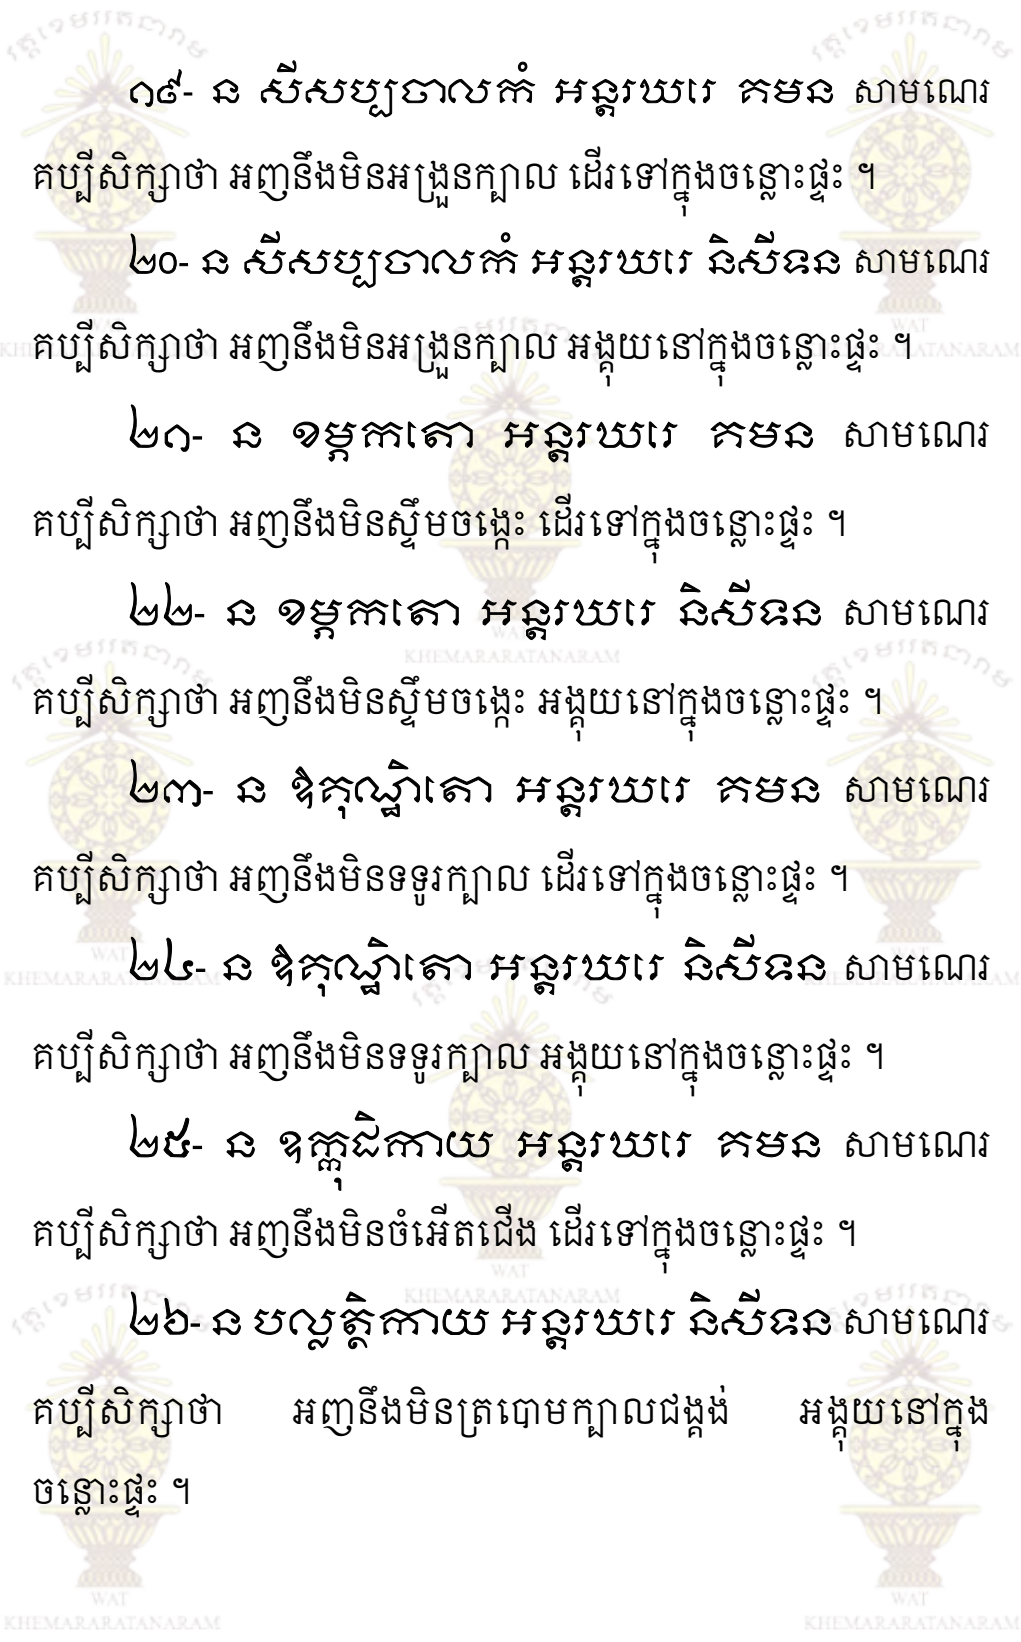 ១៩- ន សីសប្បចាលកំ អន្តរឃរេ គមន សាមណេរ
គប្បីសិក្សាថា អញនឹងមិនអង្រួនក្បាល ដើរទៅក្នុងចន្លោះផ្ទះ ។
២០- ន សីសប្បចាលកំ អន្តរឃរេ និសីទន សាមណេរ
គប្បីសិក្សាថា អញនឹងមិនអង្រួនក្បាល អង្គុយនៅក្នុងចន្លោះផ្ទះ ។
២១- ន ខម្ភកតោ អន្តរឃរេ គមន សាមណេរ
គប្បីសិក្សាថា អញនឹងមិនស្ទឹមចង្កេះ ដើរទៅក្នុងចន្លោះផ្ទះ ។
២២- ន ខម្ភកតោ អន្តរឃរេ និសីទន សាមណេរ
គប្បីសិក្សាថា អញនឹងមិនស្ទឹមចង្កេះ អង្គុយនៅក្នុងចន្លោះផ្ទះ ។
២៣- ន ឱគុណ្ឋិតោ អន្តរឃរេ គមន សាមណេរ
គប្បីសិក្សាថា អញនឹងមិនទទូរក្បាល ដើរទៅក្នុងចន្លោះផ្ទះ ។
២៤- ន ឱគុណ្ឋិតោ អន្តរឃរេ និសីទន សាមណេរ
គប្បីសិក្សាថា អញនឹងមិនទទូរក្បាល អង្គុយនៅក្នុងចន្លោះផ្ទះ ។
២៥- ន ឧក្កុដិកាយ អន្តរឃរេ គមន សាមណេរ
គប្បីសិក្សាថា អញនឹងមិនចំអើតជើង ដើរទៅក្នុងចន្លោះផ្ទះ ។
២៦- ន បល្លត្ថិកាយ អន្តរឃរេ និសីទន សាមណេរ
គប្បីសិក្សាថា អញនឹងមិនត្របោមក្បាលជង្គង់ អង្គុយនៅក្នុង
ចន្លោះផ្ទះ ។
WAT
KHEMARARATANARAM